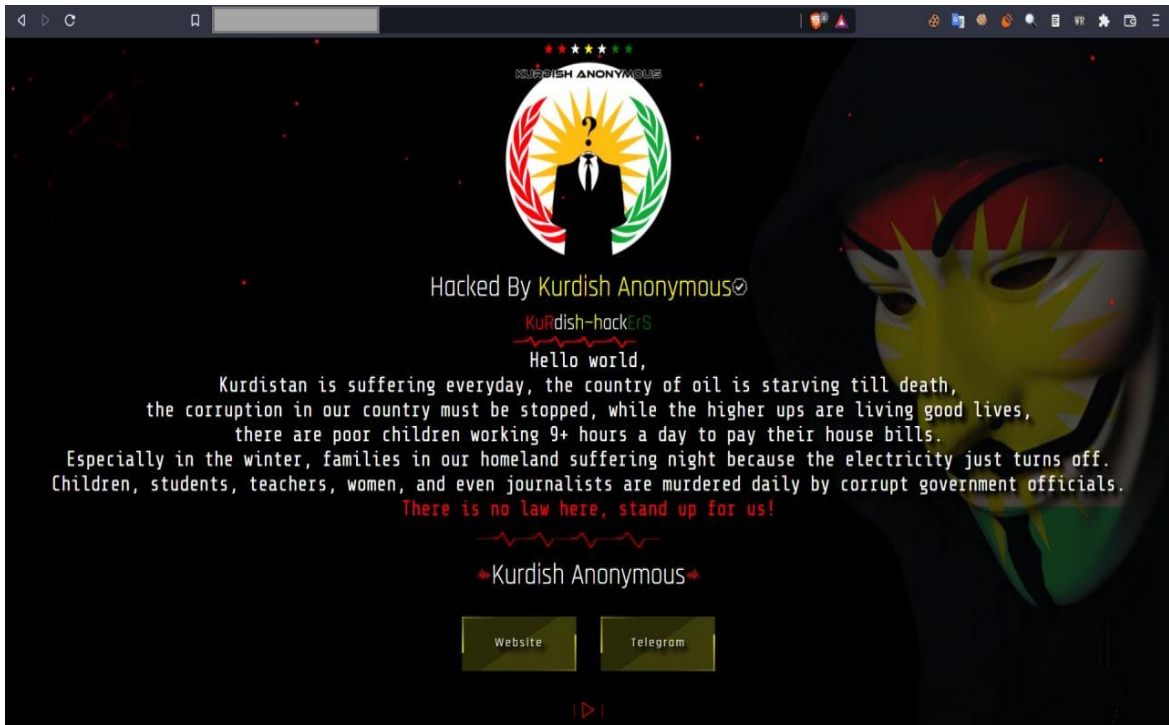 KURDISH ANONYMOUS
?
Hacked By Kurdish Anonymous
KuRdish-hackErS
Hello world,
Kurdistan is suffering everyday, the country of oil is starving till death,
the corruption in our country must be stopped, while the higher ups are living good lives,
there are poor children working 9+ hours a day to pay their house bills.
Especially in the winter, families in our homeland suffering night because the electricity just turns off.
Children, students, teachers, women, and even journalists are murdered daily by corrupt government officials.
There is no law here, stand up for us!
Kurdish Anonymous
Website
Telegram